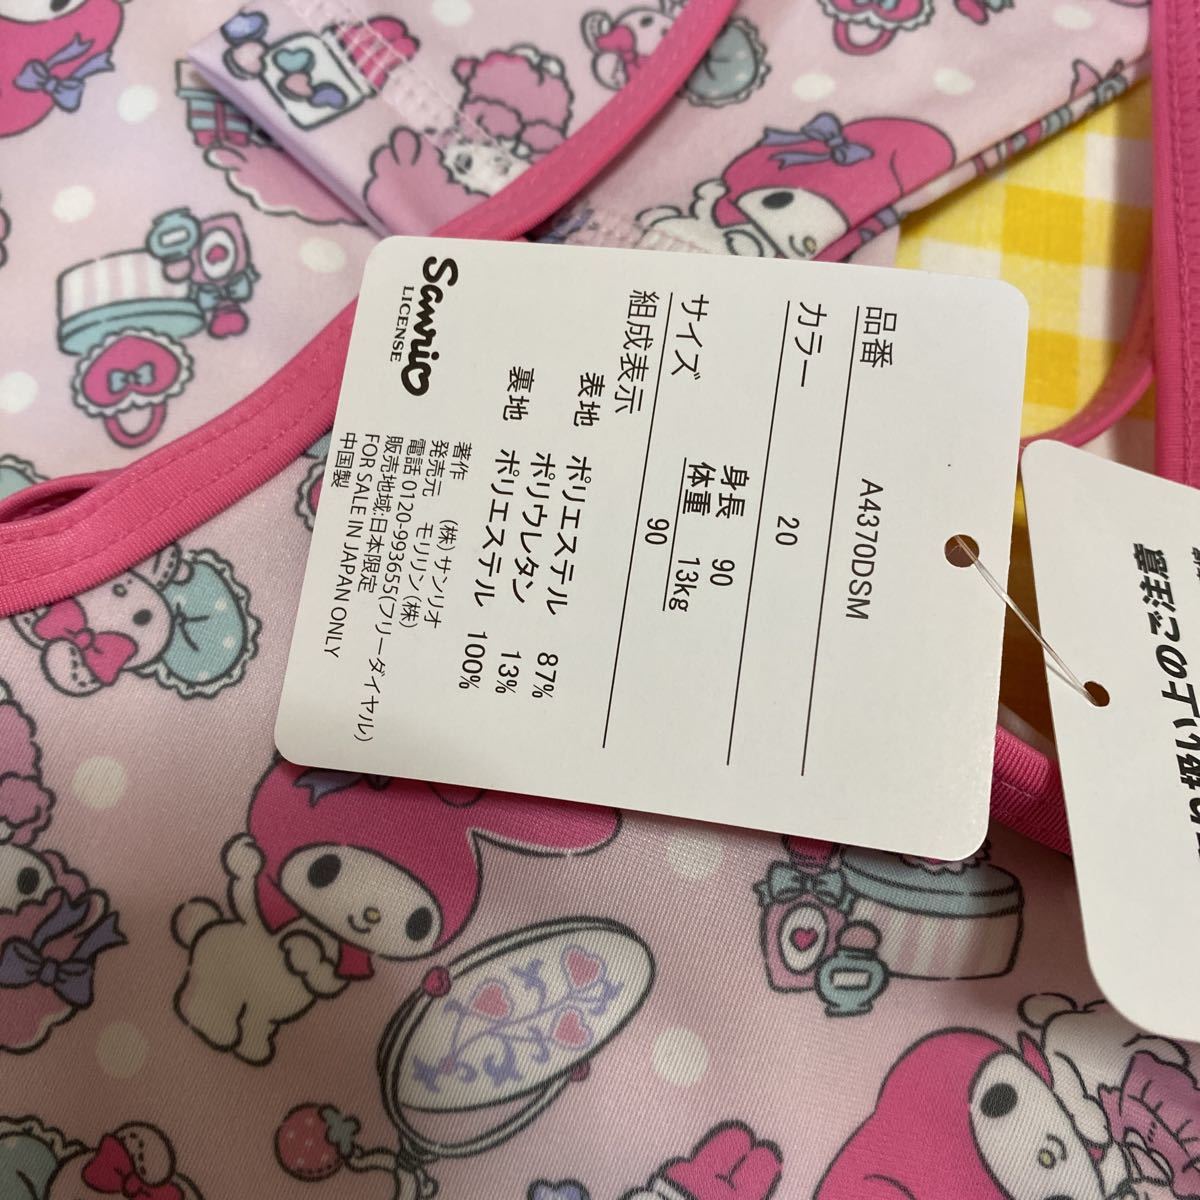 品番 A4370DSM
カラー 20
サイズ 90
身長 90
体重 13kg
組成表示
表地 ポリエステル 87%
ポリウレタン 13%
裏地 ポリエステル 100%
Sanrio
LICENSE
著作 (株)サンリオ
発売元 モリリン(株)
電話 0120-993655(フリーダイヤル)
販売地域:日本限定
FOR SALE IN JAPAN ONLY
中国製
のご注意